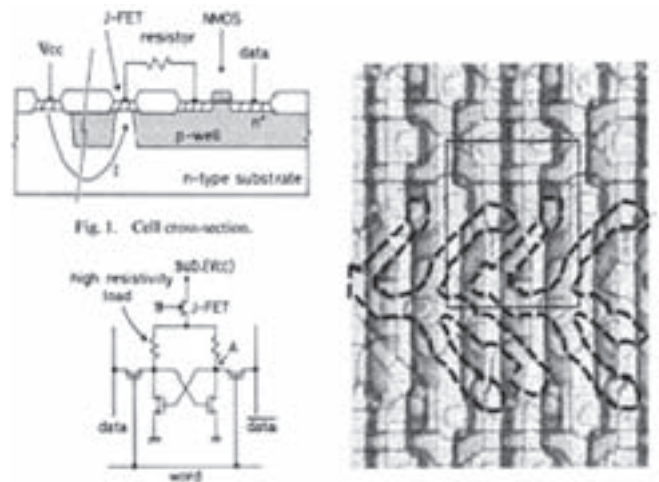 J-FET
NMOS
resistor
Vcc
data
n+
p-well
I
n-type substrate
Fig. 1. Cell cross-section.
(Vcc)
high resistivity
load
J-FET
A
data
data
word